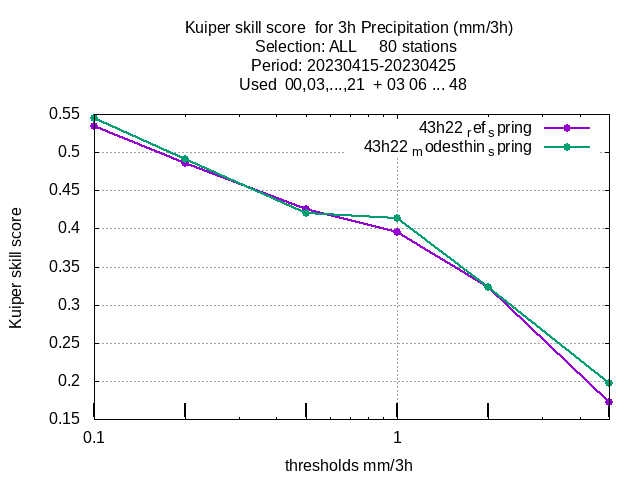 Kuiper skill score  for 3h Precipitation (mm/3h)
Selection: ALL     80 stations
Period: 20230415-20230425
Used  00,03,...,21  + 03 06 ... 48
43h22 ref spring
43h22 modesthin spring
0.55
0.5
0.45
0.4
0.35
0.3
0.25
0.2
0.15
Kuiper skill score
0.1
1
thresholds mm/3h